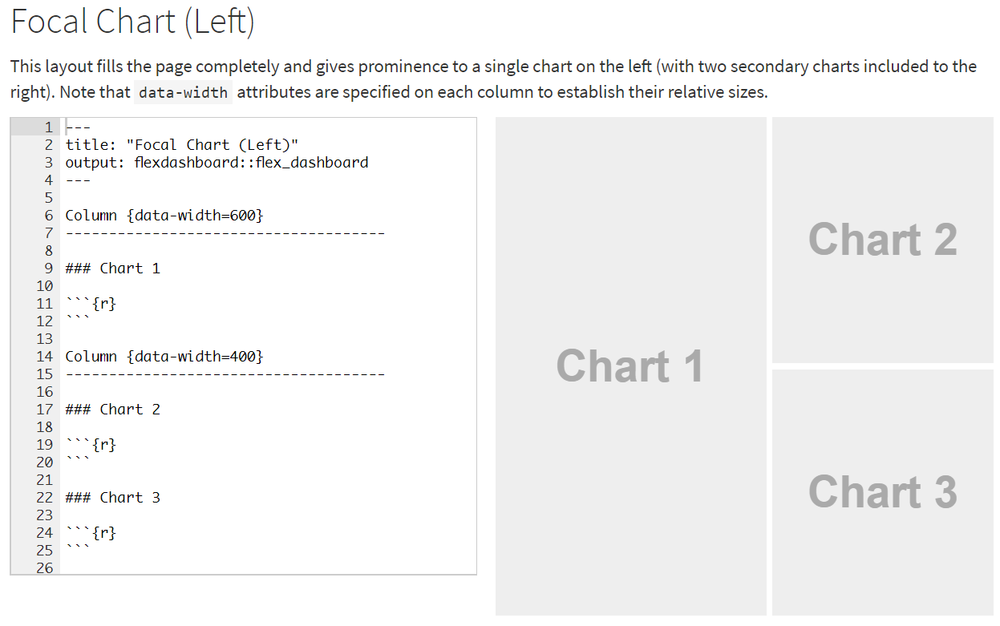 Focal Chart (Left)
This layout fills the page completely and gives prominence to a single chart on the left (with two secondary charts included to the
right). Note that data-width attributes are specified on each column to establish their relative sizes.
1 ---
2 title: "Focal Chart (Left)"
3 output: flexdashboard::flex_dashboard
4 ---
5
6 Column {data-width=600}
7 -------------------------------------
8
9 ### Chart 1
10
11 ```{r}
12 ```
13
14 Column {data-width=400}
15 -------------------------------------
16
17 ### Chart 2
18
19 ```{r}
20 ```
21
22 ### Chart 3
23
24 ```{r}
25 ```
26
Chart 1
Chart 2
Chart 3